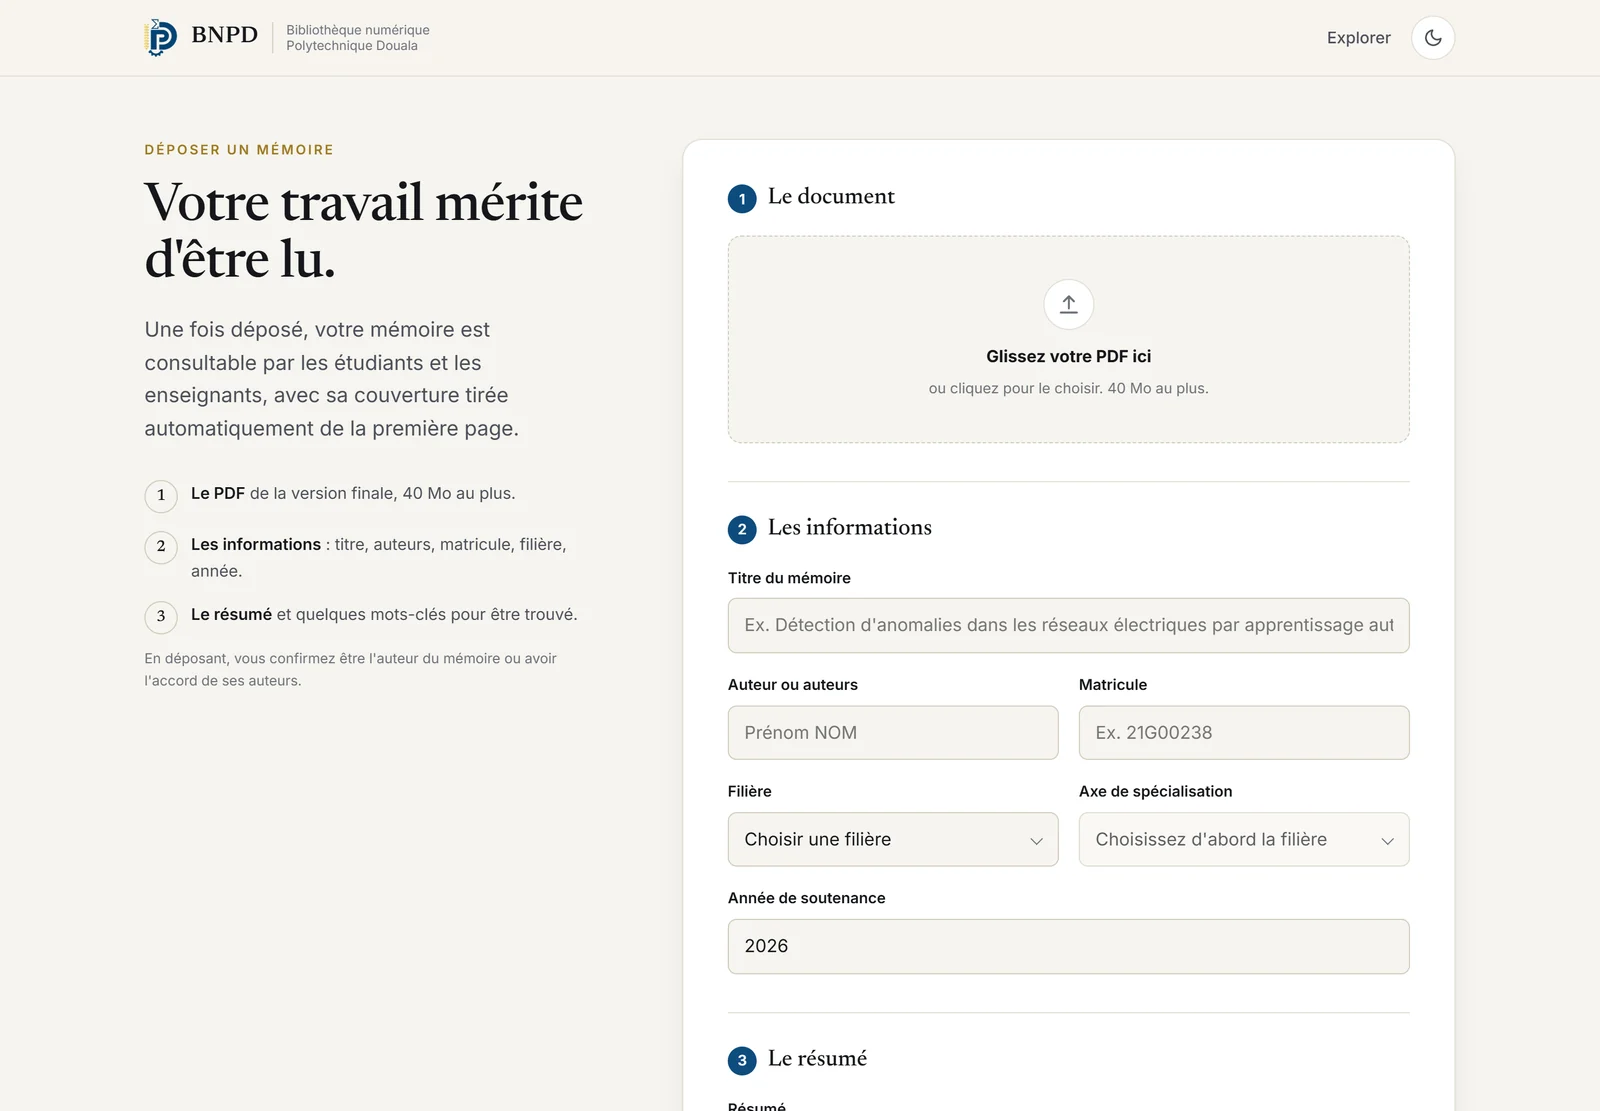 BNPD
Bibliothèque numérique
Polytechnique Douala
Explorer
DÉPOSER UN MÉMOIRE
Votre travail mérite
d'être lu.
Une fois déposé, votre mémoire est
consultable par les étudiants et les
enseignants, avec sa couverture tirée
automatiquement de la première page.
1 Le PDF de la version finale, 40 Mo au plus.
2 Les informations : titre, auteurs, matricule, filière,
année.
3 Le résumé et quelques mots-clés pour être trouvé.
En déposant, vous confirmez être l'auteur du mémoire ou avoir
l'accord de ses auteurs.
1 Le document
Glissez votre PDF ici
ou cliquez pour le choisir. 40 Mo au plus.
2 Les informations
Titre du mémoire
Ex. Détection d'anomalies dans les réseaux électriques par apprentissage aut
Auteur ou auteurs
Prénom NOM
Matricule
Ex. 21G00238
Filière
Choisir une filière
Axe de spécialisation
Choisissez d'abord la filière
Année de soutenance
2026
3 Le résumé
Résumé